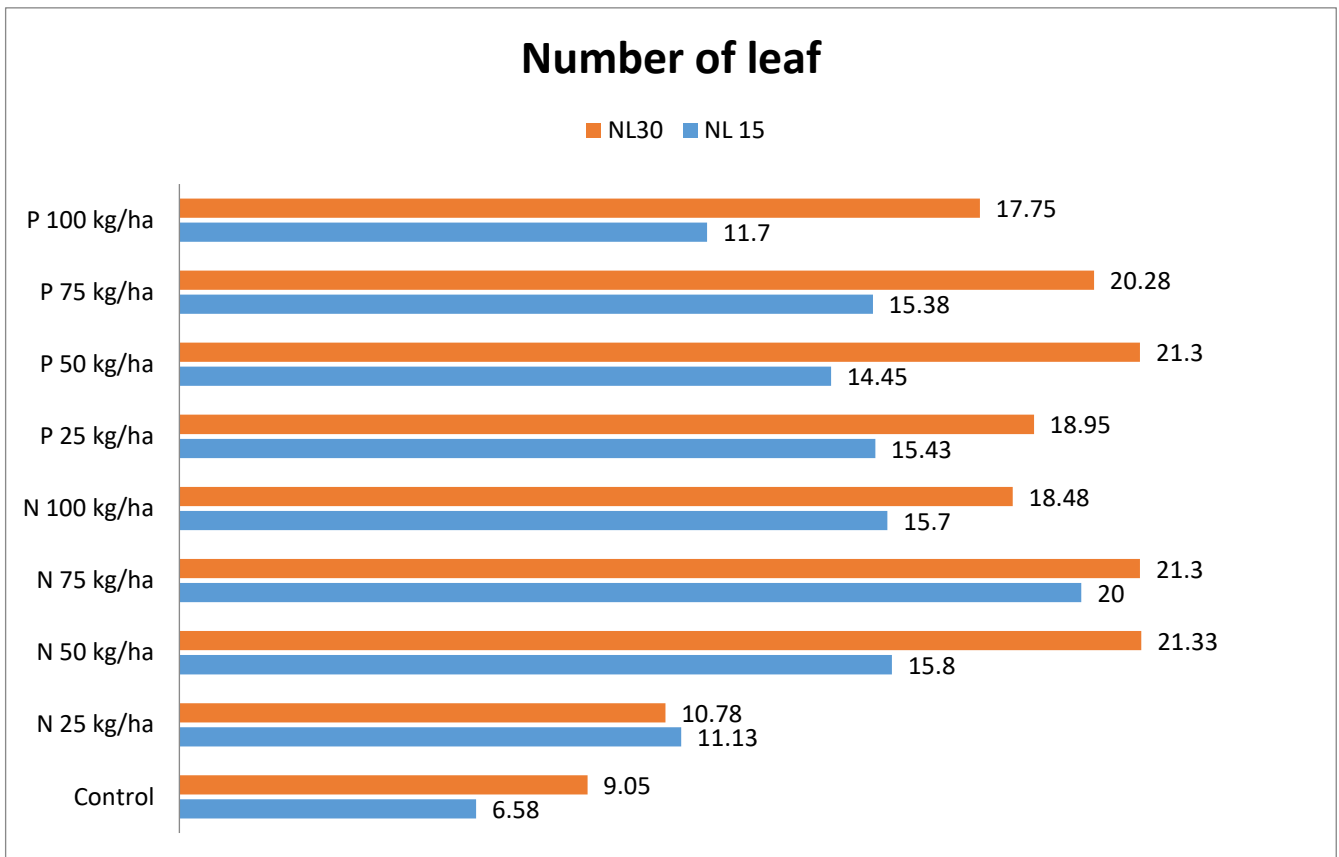 Number of leaf
NL30 NL 15
P 100 kg/ha 17.75
11.7
P 75 kg/ha 20.28
15.38
P 50 kg/ha 21.3
14.45
P 25 kg/ha 18.95
15.43
N 100 kg/ha 18.48
15.7
N 75 kg/ha 21.3
20
N 50 kg/ha 21.33
15.8
N 25 kg/ha 10.78
11.13
Control 9.05
6.58